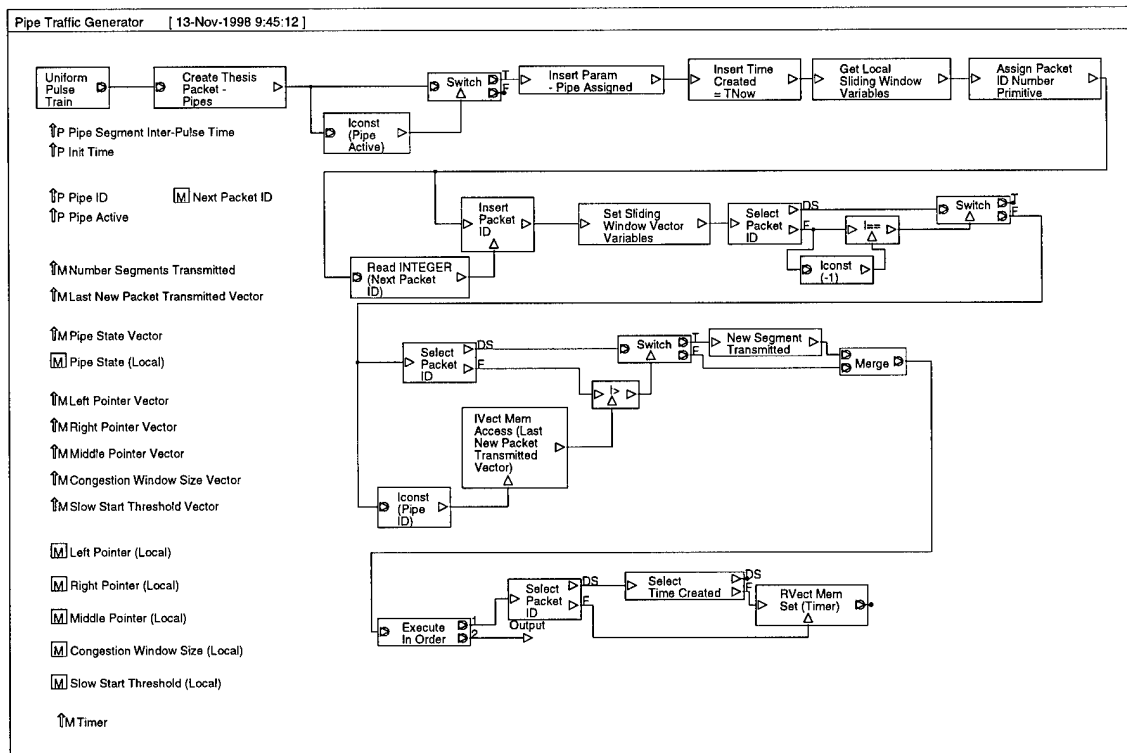 Pipe Traffic Generator [ 13-Nov-1998 9:45:12 ]
Uniform
Pulse
Train
Create Thesis
Packet -
Pipes
Switch
T
F
Insert Param
- Pipe Assigned
Insert Time
Created
= TNow
Get Local
Sliding Window
Variables
Assign Packet
ID Number
Primitive
Iconst
(Pipe
Active)
⇑P Pipe Segment Inter-Pulse Time
⇑P Init Time
⇑P Pipe ID
M Next Packet ID
⇑P Pipe Active
Insert
Packet
ID
Set Sliding
Window Vector
Variables
Select
Packet
ID
DS
F
I==
Switch
T
F
Iconst
(-1)
Read INTEGER
(Next Packet
ID)
⇑M Number Segments Transmitted
⇑M Last New Packet Transmitted Vector
⇑M Pipe State Vector
M Pipe State (Local)
⇑M Left Pointer Vector
⇑M Right Pointer Vector
⇑M Middle Pointer Vector
⇑M Congestion Window Size Vector
⇑M Slow Start Threshold Vector
Select
Packet
ID
DS
F
Switch
T
F
New Segment
Transmitted
Merge
I>
IVect Mem
Access (Last
New Packet
Transmitted
Vector)
Iconst
(Pipe
ID)
M Left Pointer (Local)
M Right Pointer (Local)
M Middle Pointer (Local)
M Congestion Window Size (Local)
M Slow Start Threshold (Local)
⇑M Timer
Execute
In Order
1
2
Select
Packet
ID
DS
F
Output
Select
Time Created
DS
F
RVect Mem
Set (Timer)